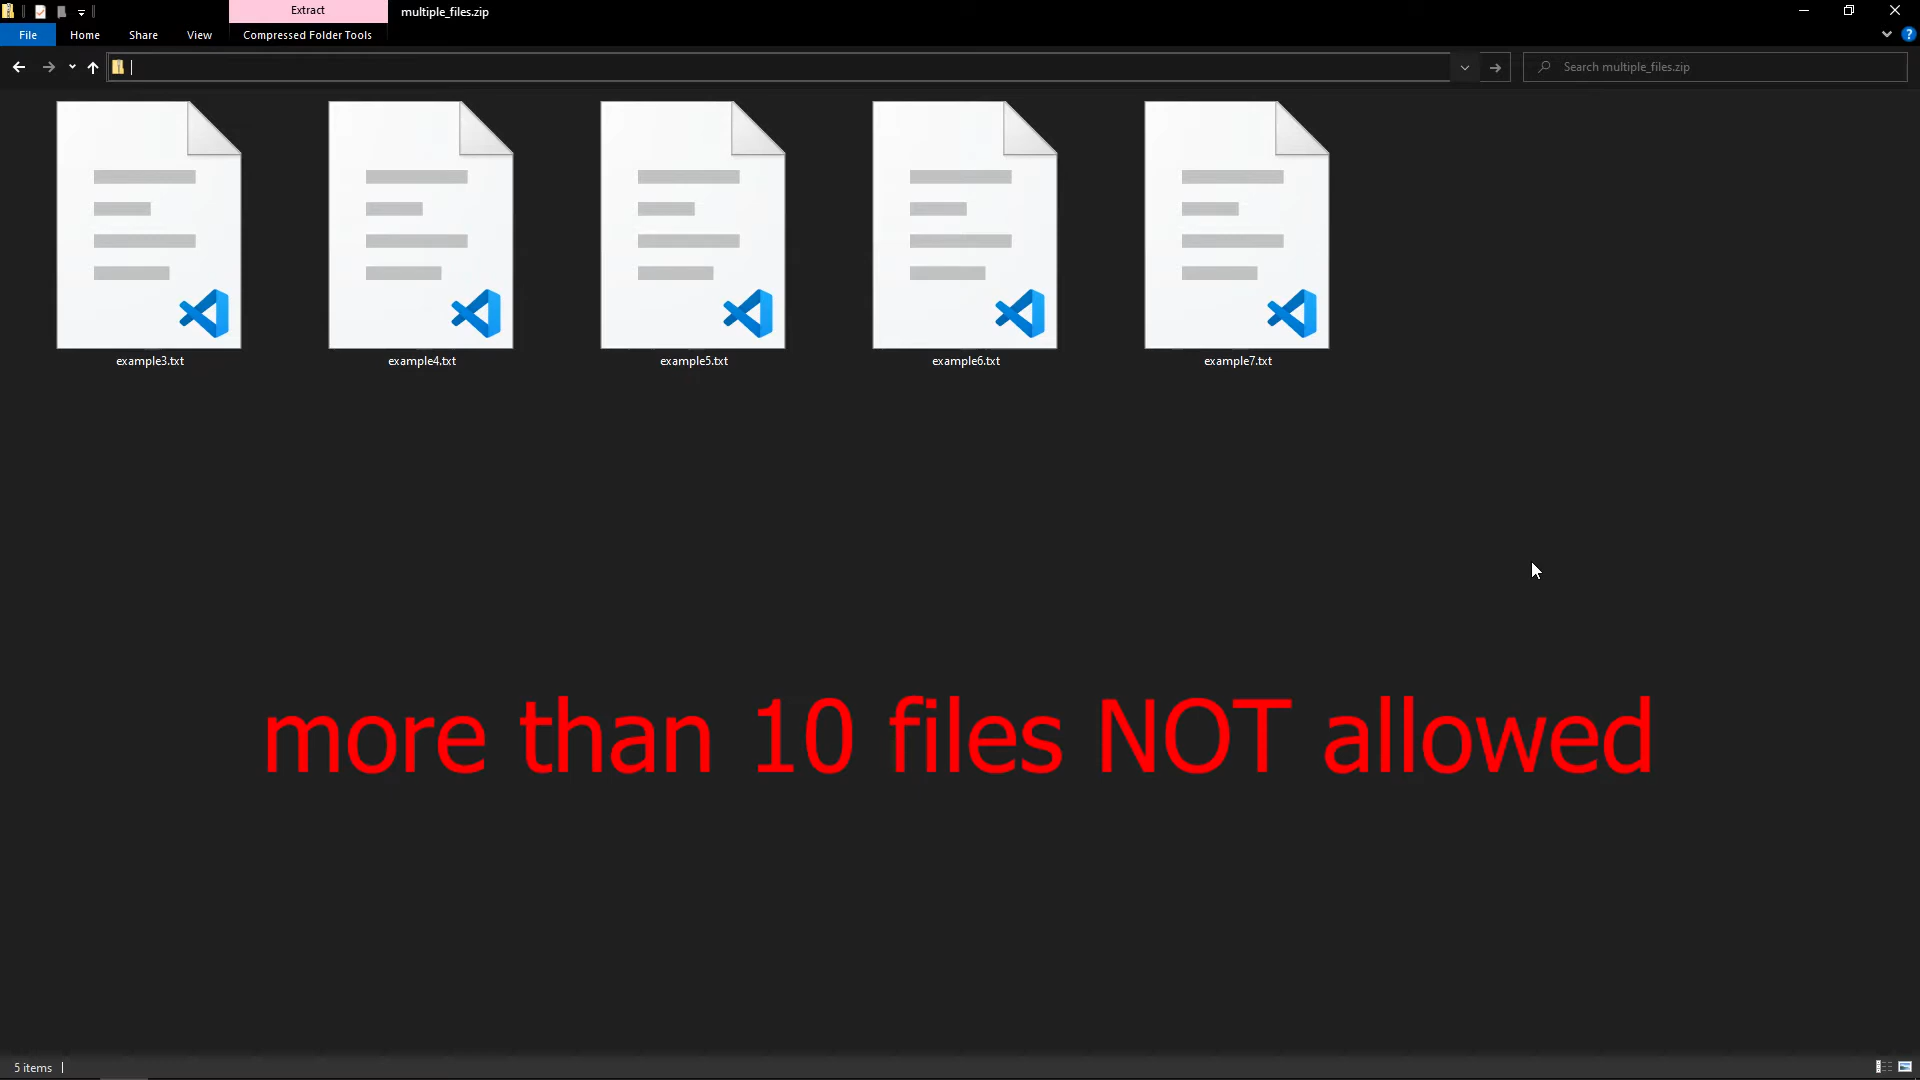 Extract
multiple_files.zip
File
Home
Share
View
Compressed Folder Tools
?
Search multiple_files.zip
example3.txt
example4.txt
example5.txt
example6.txt
example7.txt
more than 10 files NOT allowed
5 items